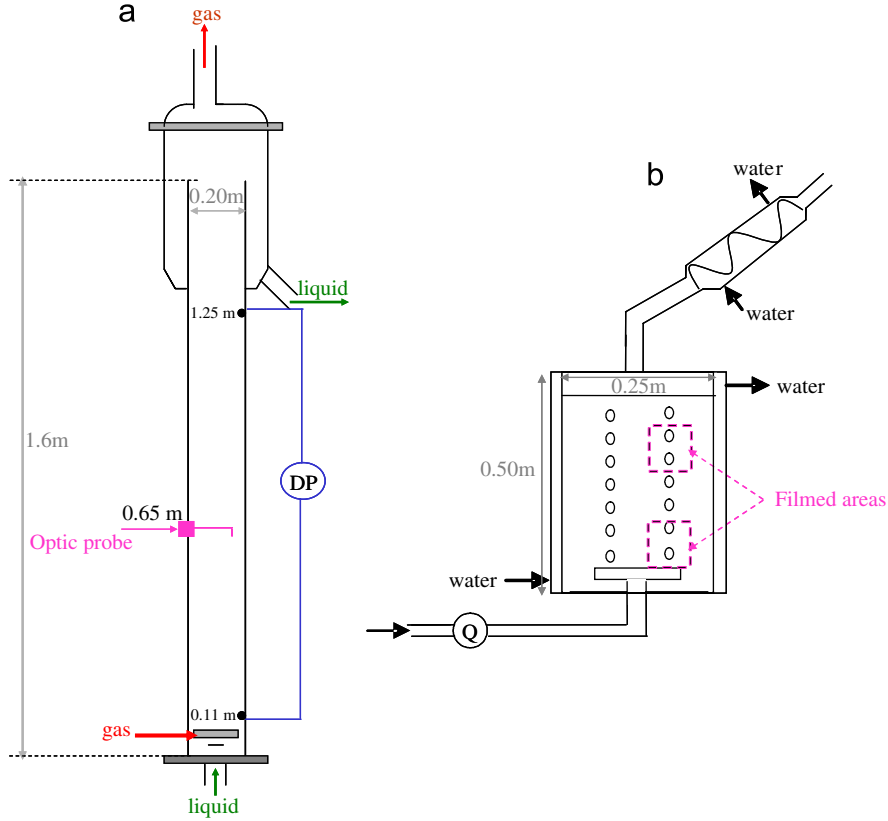 a
gas
0.20m
liquid
1.25 m
1.6m
DP
0.65 m
Optic probe
0.11 m
gas
liquid
b
water
water
0.25m
water
0.50m
Filmed areas
water
Q